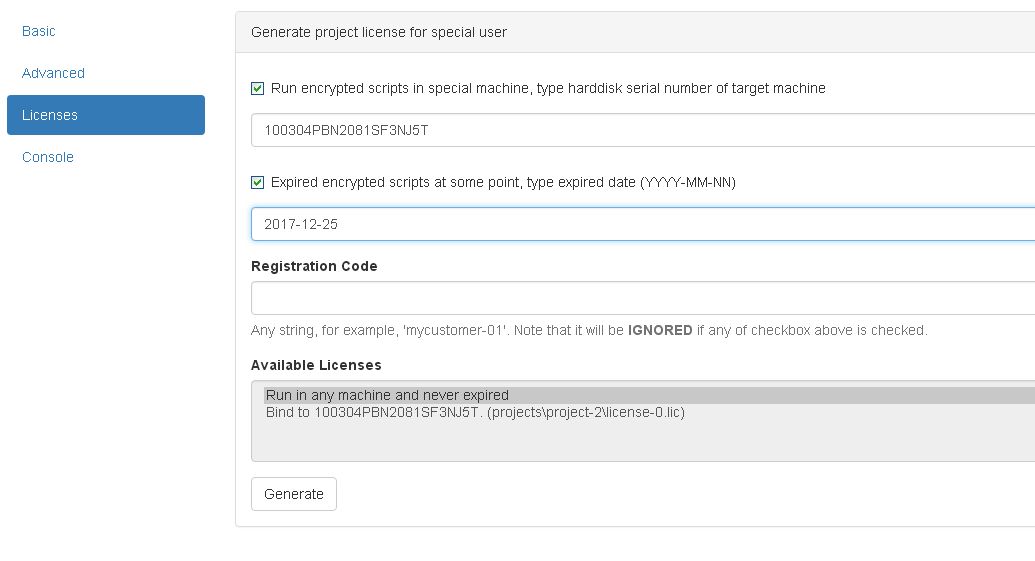 Basic
Advanced
Licenses
Console
Generate project license for special user
Run encrypted scripts in special machine, type harddisk serial number of target machine
100304PBN2081SF3NJ5T
Expired encrypted scripts at some point, type expired date (YYYY-MM-NN)
2017-12-25
Registration Code
Any string, for example, 'mycustomer-01'. Note that it will be IGNORED if any of checkbox above is checked.
Available Licenses
Run in any machine and never expired
Bind to 100304PBN2081SF3NJ5T. (projects\project-2\license-0.lic)
Generate